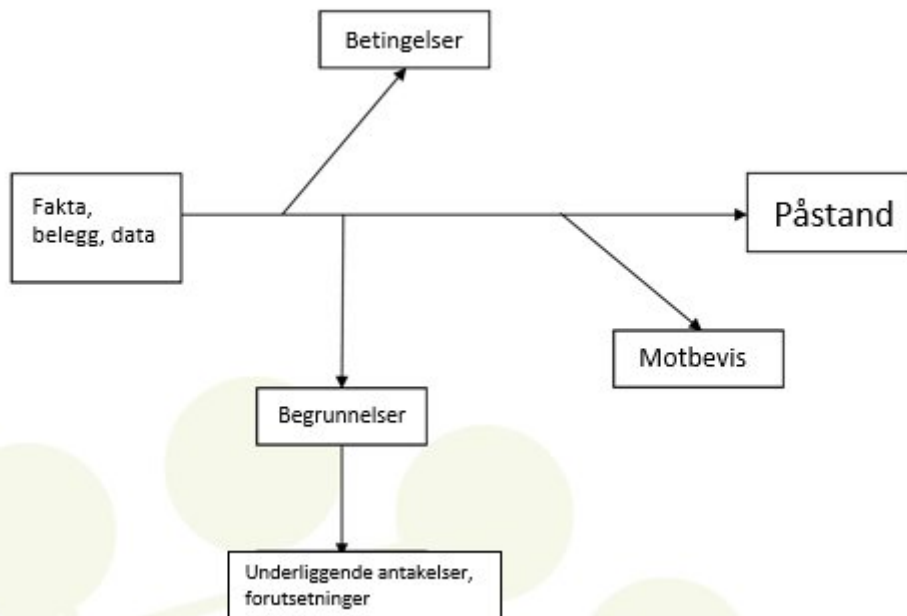 Betingelser
Fakta,
belegg, data
Påstand
Motbevis
Begrunnelser
Underliggende antakelser,
forutsetninger